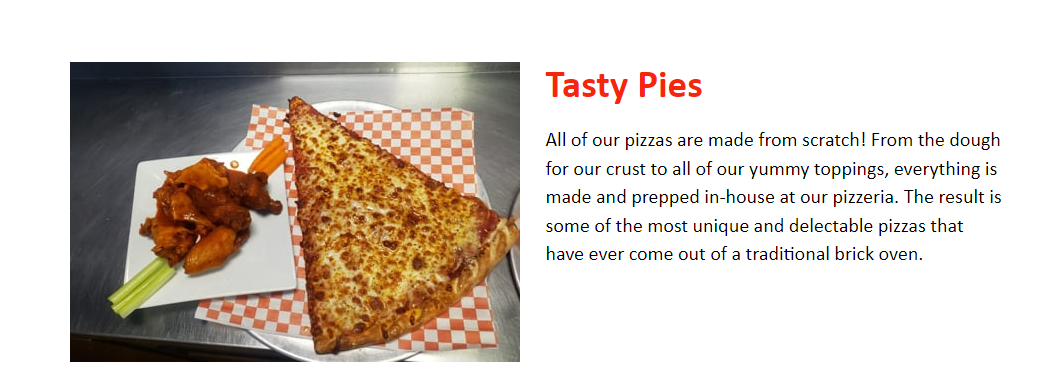 Tasty Pies
All of our pizzas are made from scratch! From the dough
for our crust to all of our yummy toppings, everything is
made and prepped in-house at our pizzeria. The result is
some of the most unique and delectable pizzas that
have ever come out of a traditional brick oven.